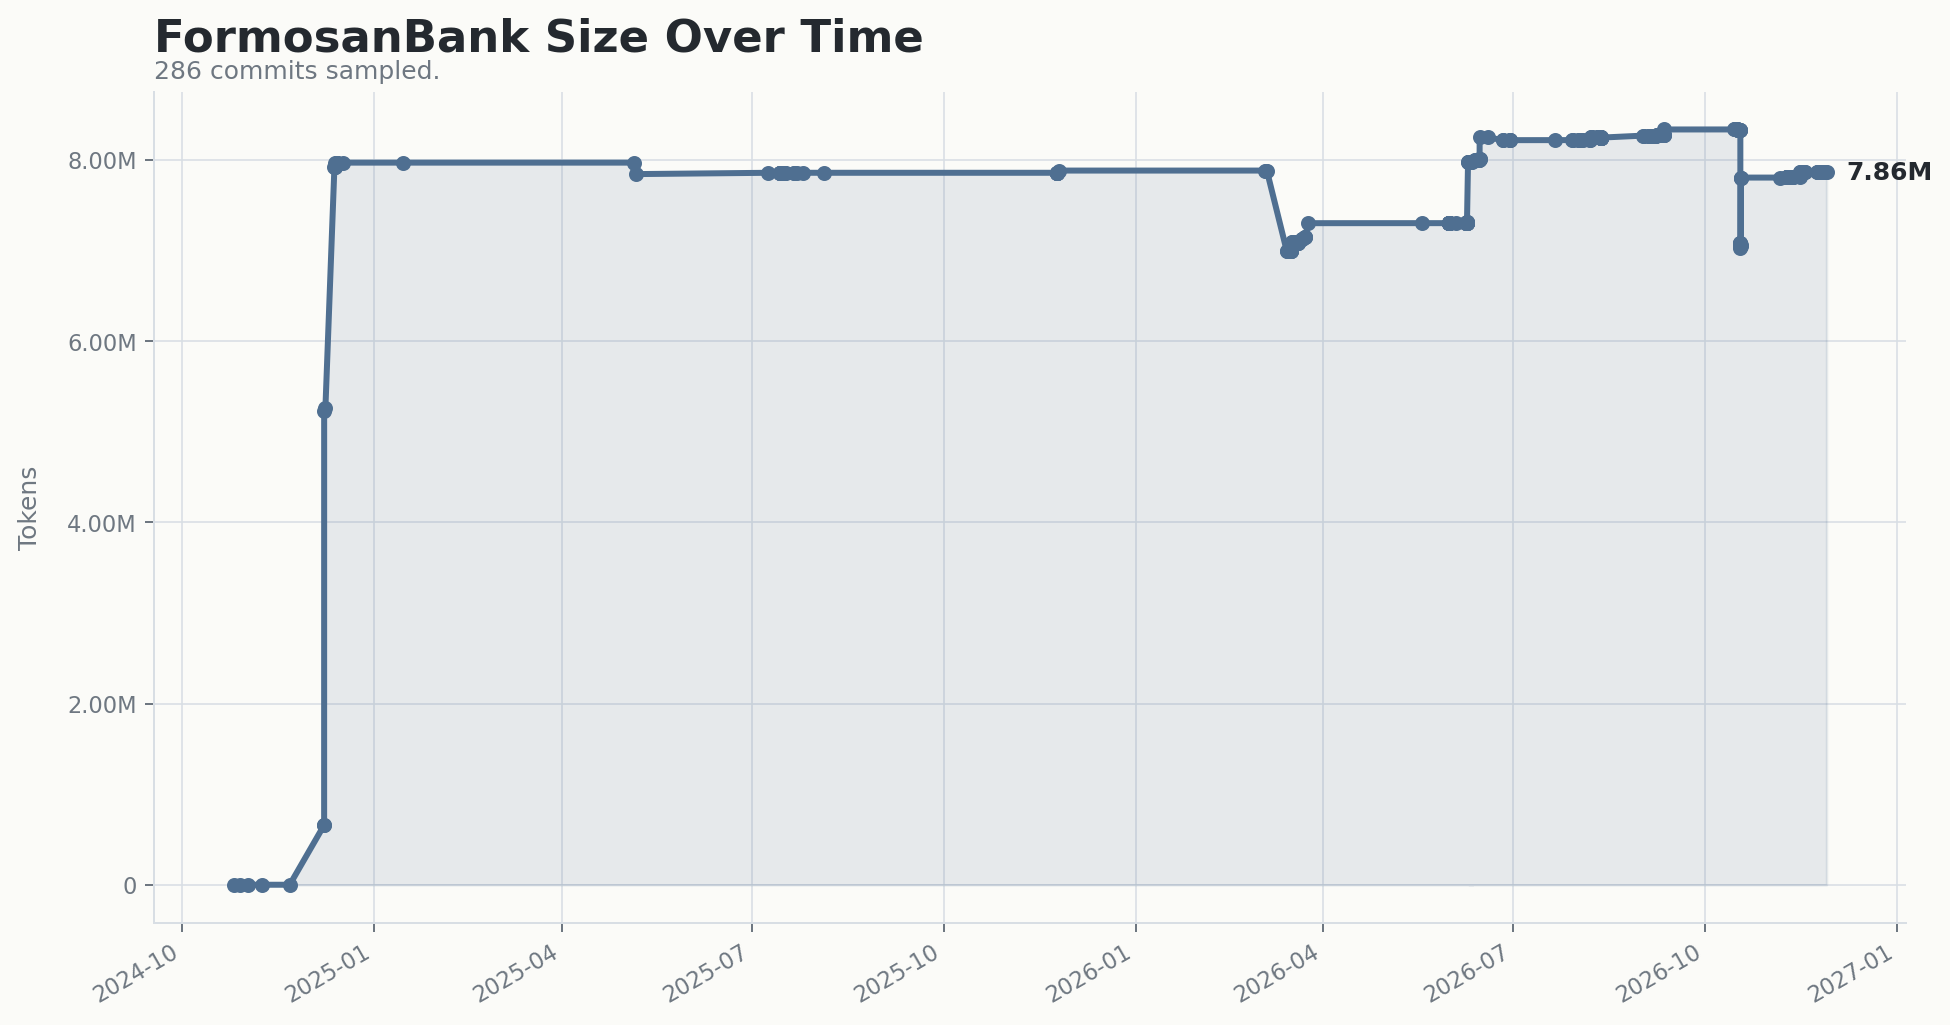 FormosanBank Size Over Time
286 commits sampled.
8.00M
7.86M
6.00M
4.00M
2.00M
0
Tokens
2024-10
2025-01
2025-04
2025-07
2025-10
2026-01
2026-04
2026-07
2026-10
2027-01